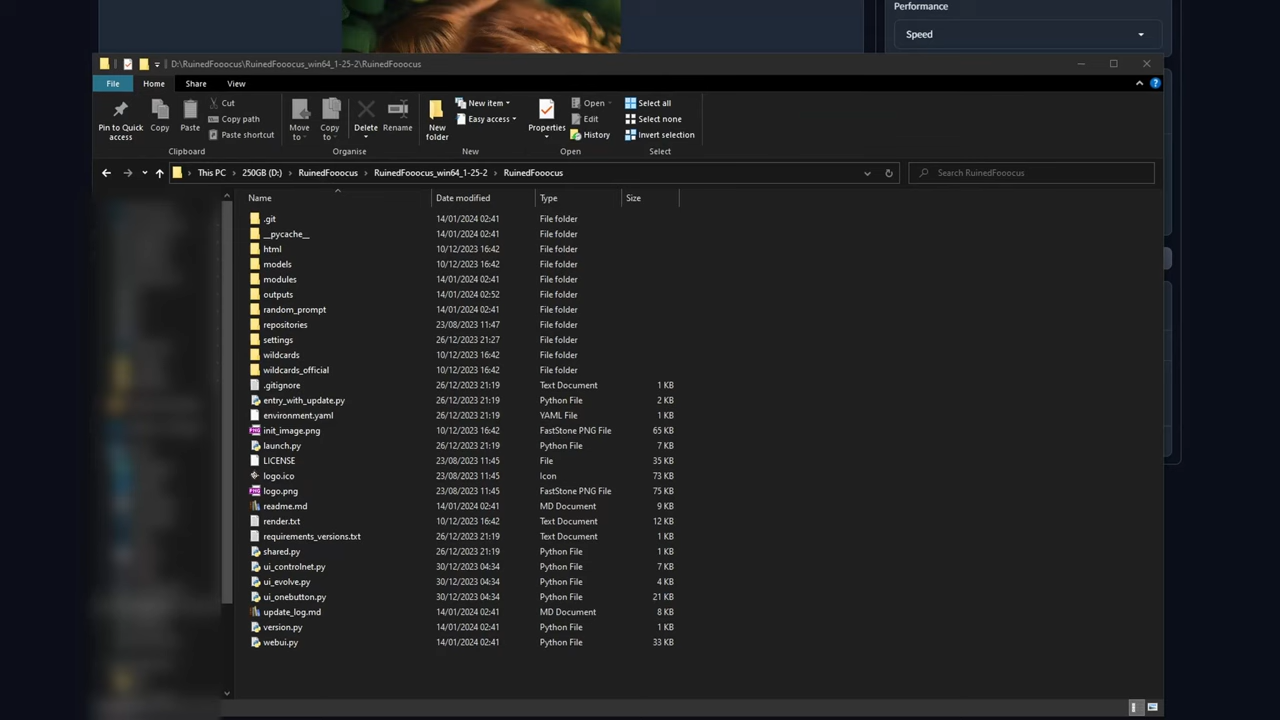 Performance
Speed
D:\RuinedFooocus\RuinedFooocus_win64_1-25-2\RuinedFooocus
File Home Share View
Pin to Quick access
Copy
Paste
Cut
Copy path
Paste shortcut
Clipboard
Move to
Copy to
Delete
Rename
Organise
New folder
New item
Easy access
New
Properties
Open
Edit
History
Open
Select all
Select none
Invert selection
Select
This PC > 250GB (D:) > RuinedFooocus > RuinedFooocus_win64_1-25-2 > RuinedFooocus
Search RuinedFooocus
Name Date modified Type Size
.git 14/01/2024 02:41 File folder
__pycache__ 14/01/2024 02:41 File folder
html 10/12/2023 16:42 File folder
models 10/12/2023 16:42 File folder
modules 14/01/2024 02:41 File folder
outputs 14/01/2024 02:52 File folder
random_prompt 14/01/2024 02:41 File folder
repositories 23/08/2023 11:47 File folder
settings 26/12/2023 21:27 File folder
wildcards 10/12/2023 16:42 File folder
wildcards_official 10/12/2023 16:42 File folder
.gitignore 26/12/2023 21:19 Text Document 1 KB
entry_with_update.py 26/12/2023 21:19 Python File 2 KB
environment.yaml 26/12/2023 21:19 YAML File 1 KB
init_image.png 10/12/2023 16:42 FastStone PNG File 65 KB
launch.py 26/12/2023 21:19 Python File 7 KB
LICENSE 23/08/2023 11:45 File 35 KB
logo.ico 23/08/2023 11:45 Icon 73 KB
logo.png 23/08/2023 11:45 FastStone PNG File 75 KB
readme.md 14/01/2024 02:41 MD Document 9 KB
render.txt 10/12/2023 16:42 Text Document 12 KB
requirements_versions.txt 26/12/2023 21:19 Text Document 1 KB
shared.py 26/12/2023 21:19 Python File 1 KB
ui_controlnet.py 30/12/2023 04:34 Python File 7 KB
ui_evolve.py 30/12/2023 04:34 Python File 4 KB
ui_onebutton.py 30/12/2023 04:34 Python File 21 KB
update_log.md 14/01/2024 02:41 MD Document 8 KB
version.py 14/01/2024 02:41 Python File 1 KB
webui.py 14/01/2024 02:41 Python File 33 KB